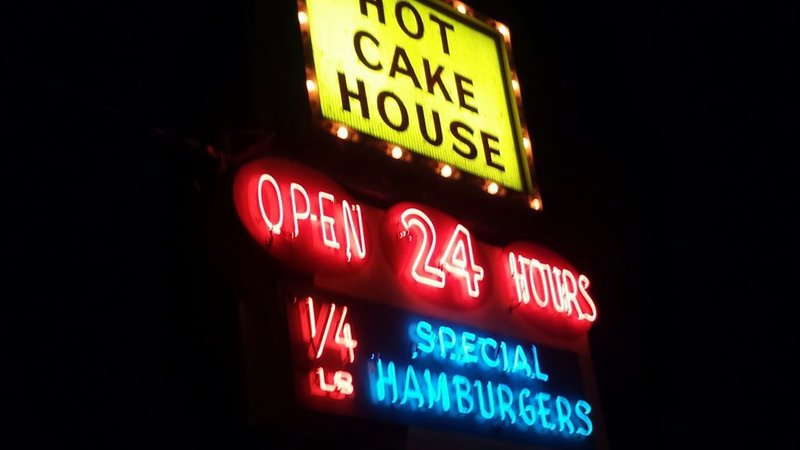 HOT
CAKE
HOUSE
OPEN 24 HOURS
1/4 LB
SPECIAL
HAMBURGERS